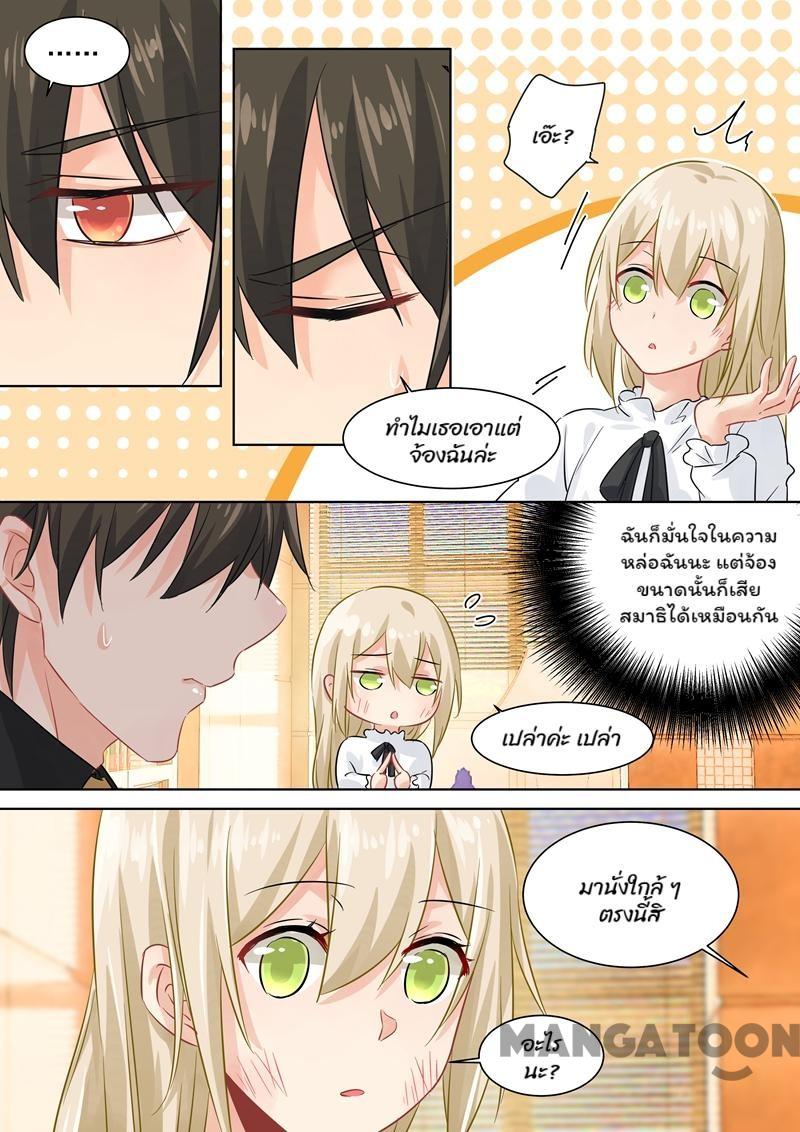 ......
เอ๊ะ?
ทำไมเธอเอาแต่
จ้องฉันล่ะ
ฉันก็มั่นใจในความ
หล่อฉันนะ แต่จ้อง
ขนาดนั้นก็เสีย
สมาธิได้เหมือนกัน
เปล่าค่ะ เปล่า
มานั่งใกล้ ๆ
ตรงนี้สิ
อะไร
นะ?
MANGATOON